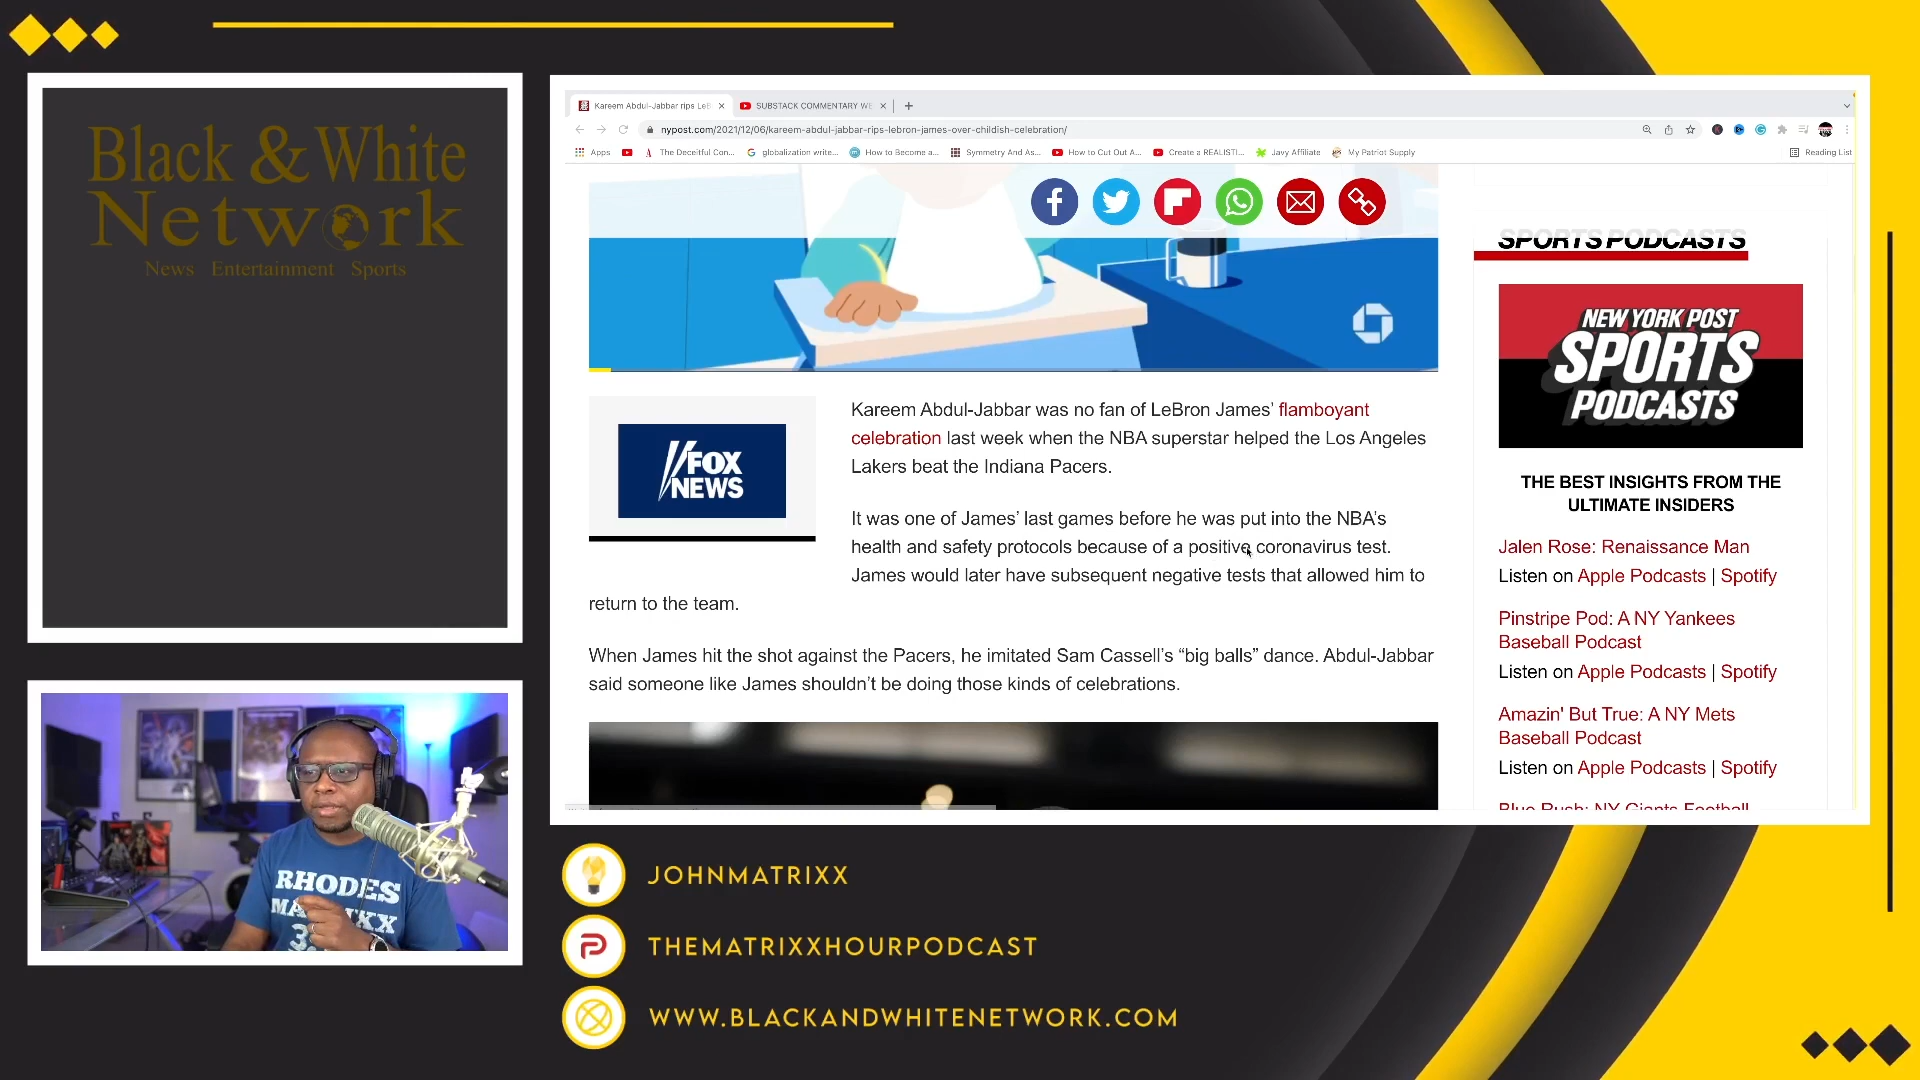 Black & White
Network
News Entertainment Sports
Kareem Abdul-Jabbar rips LeB
SUBSTACK COMMENTARY WE
nypost.com/2021/12/06/kareem-abdul-jabbar-rips-lebron-james-over-childish-celebration/
Apps
The Deceitful Con...
globalization write...
How to Become a...
Symmetry And As...
How to Cut Out A...
Create a REALISTI...
Javy Affiliate
My Patriot Supply
Reading List
FOX
NEWS
Kareem Abdul-Jabbar was no fan of LeBron James’ flamboyant
celebration last week when the NBA superstar helped the Los Angeles
Lakers beat the Indiana Pacers.
It was one of James’ last games before he was put into the NBA’s
health and safety protocols because of a positive coronavirus test.
James would later have subsequent negative tests that allowed him to
return to the team.
When James hit the shot against the Pacers, he imitated Sam Cassell’s “big balls” dance. Abdul-Jabbar
said someone like James shouldn’t be doing those kinds of celebrations.
SPORTS PODCASTS
NEW YORK POST
SPORTS
PODCASTS
THE BEST INSIGHTS FROM THE
ULTIMATE INSIDERS
Jalen Rose: Renaissance Man
Listen on Apple Podcasts | Spotify
Pinstripe Pod: A NY Yankees
Baseball Podcast
Listen on Apple Podcasts | Spotify
Amazin' But True: A NY Mets
Baseball Podcast
Listen on Apple Podcasts | Spotify
Blue Rush: NY Giants Football
RHODES
MATRIXX
JOHNMATRIXX
THEMATRIXXHOURPODCAST
WWW.BLACKANDWHITENETWORK.COM